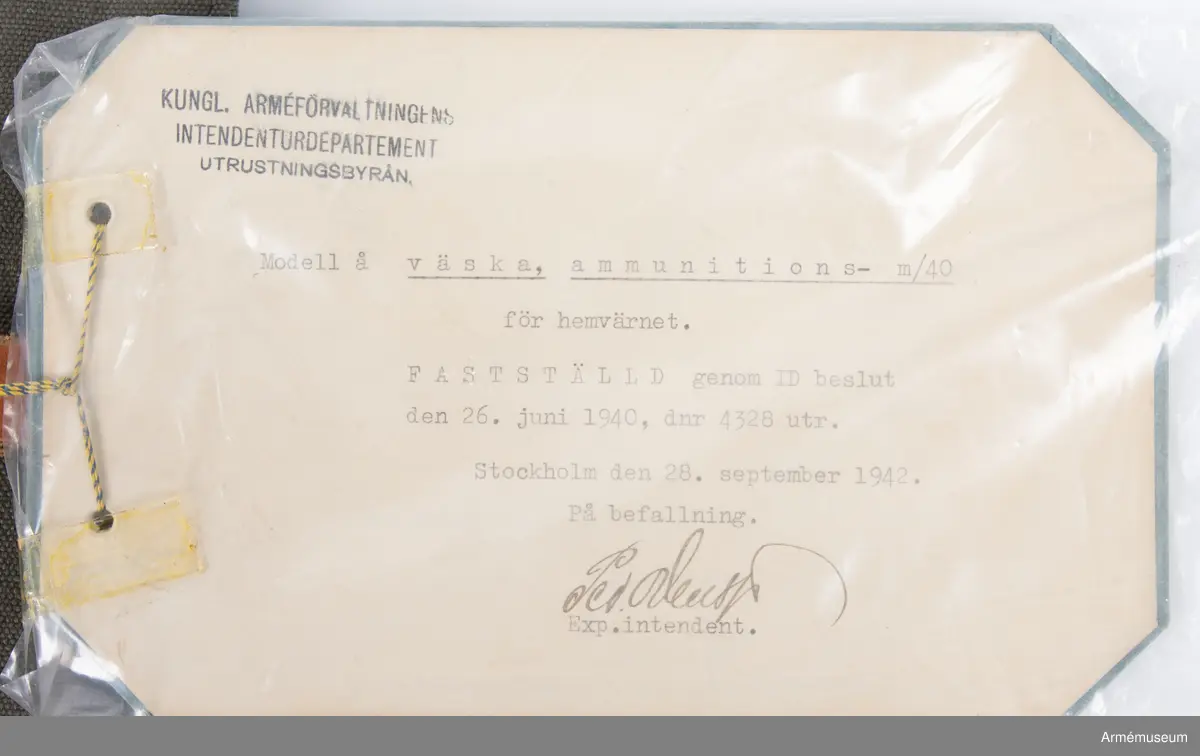 KUNGL. ARMÉFÖRVALTNINGENS
INTENDENTURDEPARTEMENT
UTRUSTNINGSBYRÅN.
Modell å väska, ammunitions- m/40
för hemvärnet.
FASTSTÄLLD genom ID beslut
den 26. juni 1940, dnr 4328 utr.
Stockholm den 28. september 1942.
På befallning.
Exp.intendent.
Armémuseum